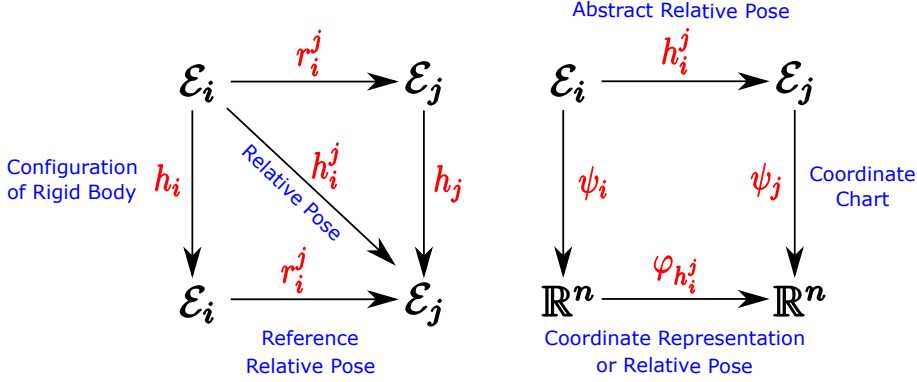 Abstract Relative Pose
r_i^j
h_i^j
ℰ_i
ℰ_j
ℰ_i
ℰ_j
Configuration
of Rigid Body
h_i
h_i^j
Relative Pose
h_j
ψ_i
ψ_j
Coordinate
Chart
r_i^j
φ_{h_i^j}
ℰ_i
ℰ_j
ℝ^n
ℝ^n
Reference
Relative Pose
Coordinate Representation
or Relative Pose